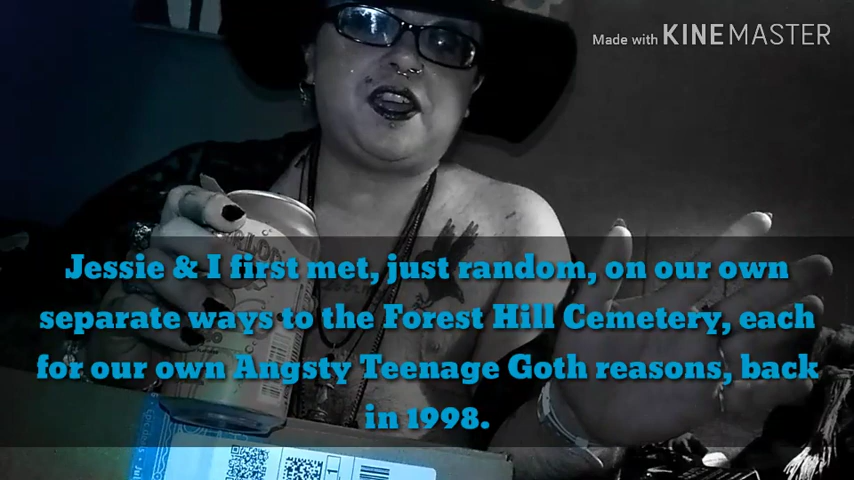 Made with KINEMASTER
Jessie & I first met, just random, on our own
separate ways to the Forest Hill Cemetery, each
for our own Angsty Teenage Goth reasons, back
in 1998.